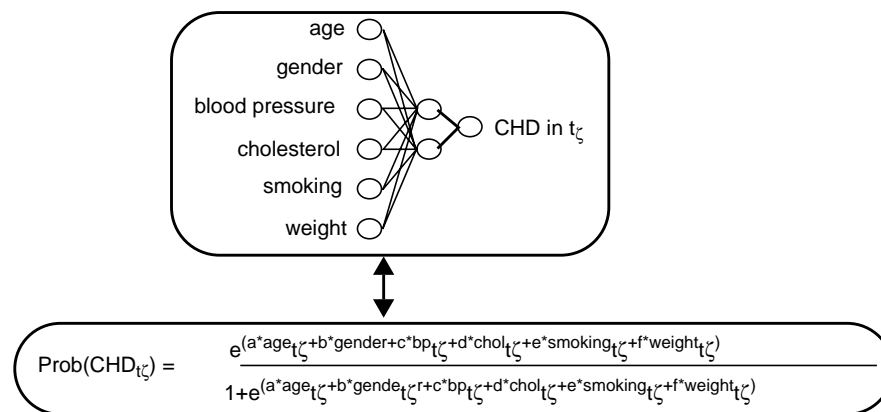 age
gender
blood pressure
cholesterol
smoking
weight
CHD in tζ
Prob(CHDtζ) =
e(a*agetζ+b*gender+c*bptζ+d*choltζ+e*smokingtζ+f*weighttζ)
1+e(a*agetζ+b*gendetζr+c*bptζ+d*choltζ+e*smokingtζ+f*weighttζ)